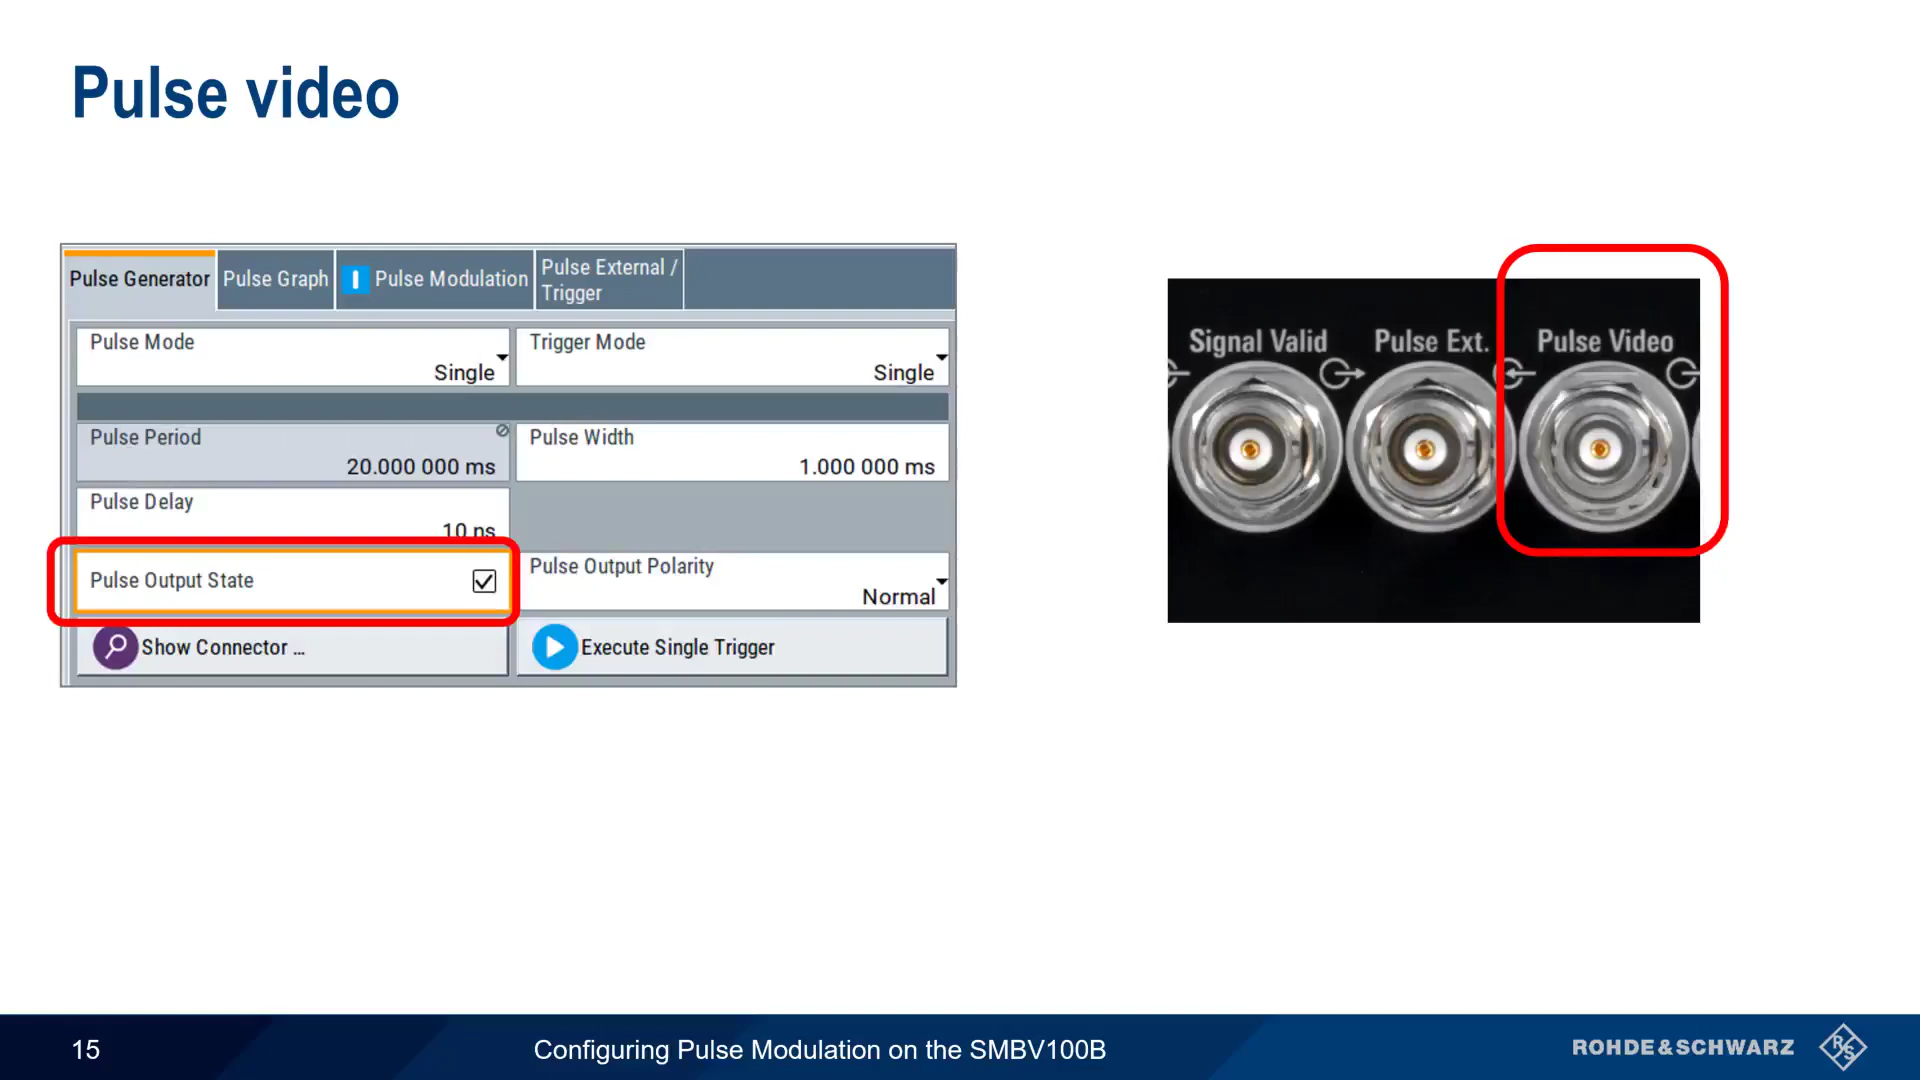 Pulse video
Pulse Generator
Pulse Graph
Pulse Modulation
Pulse External /
Trigger
Pulse Mode
Single
Trigger Mode
Single
Pulse Period
20.000 000 ms
Pulse Width
1.000 000 ms
Pulse Delay
10 ns
Pulse Output State
Pulse Output Polarity
Normal
Show Connector ...
Execute Single Trigger
Signal Valid
Pulse Ext.
Pulse Video
15
Configuring Pulse Modulation on the SMBV100B
ROHDE&SCHWARZ
R&S